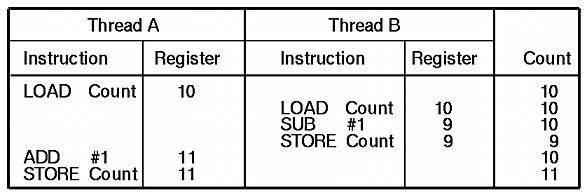 Thread A Thread B
Instruction Register Instruction Register Count
LOAD Count 10 10
LOAD Count 10 10
SUB #1 9 10
STORE Count 9 9
ADD #1 11 10
STORE Count 11 11